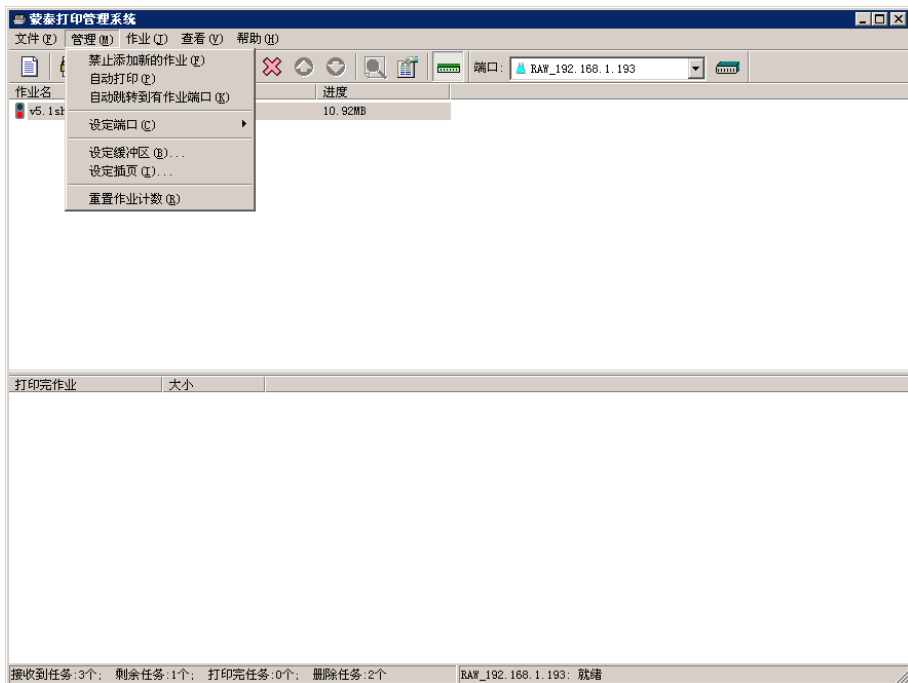 蒙泰打印管理系统
文件(F) 管理(M) 作业(J) 查看(V) 帮助(H)
禁止添加新的作业(F)
自动打印(P)
自动跳转到有作业端口(K)
设定端口(C)
设定缓冲区(B)...
设定插页(I)...
重置作业计数(R)
端口: RAW_192.168.1.193
作业名 进度
v5.1sh 10.92MB
打印完作业 大小
接收到任务:3个; 剩余任务:1个; 打印完任务:0个; 删除任务:2个 RAW_192.168.1.193: 就绪